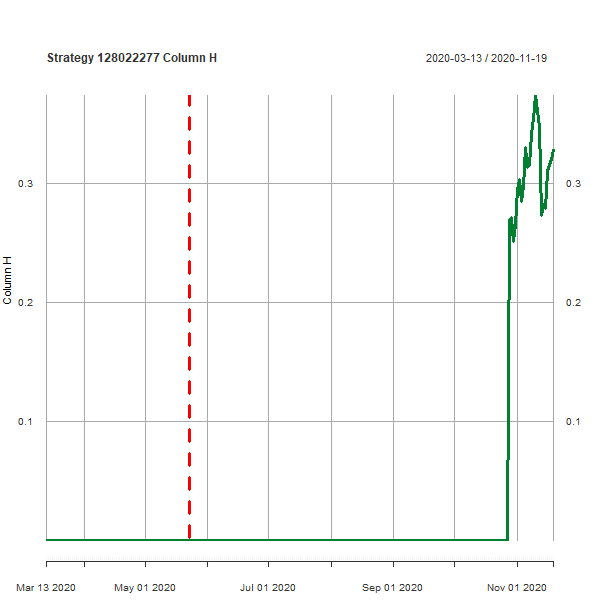 Strategy 128022277 Column H
2020-03-13 / 2020-11-19
Column H
0.3
0.3
0.2
0.2
0.1
0.1
Mar 13 2020
May 01 2020
Jul 01 2020
Sep 01 2020
Nov 01 2020